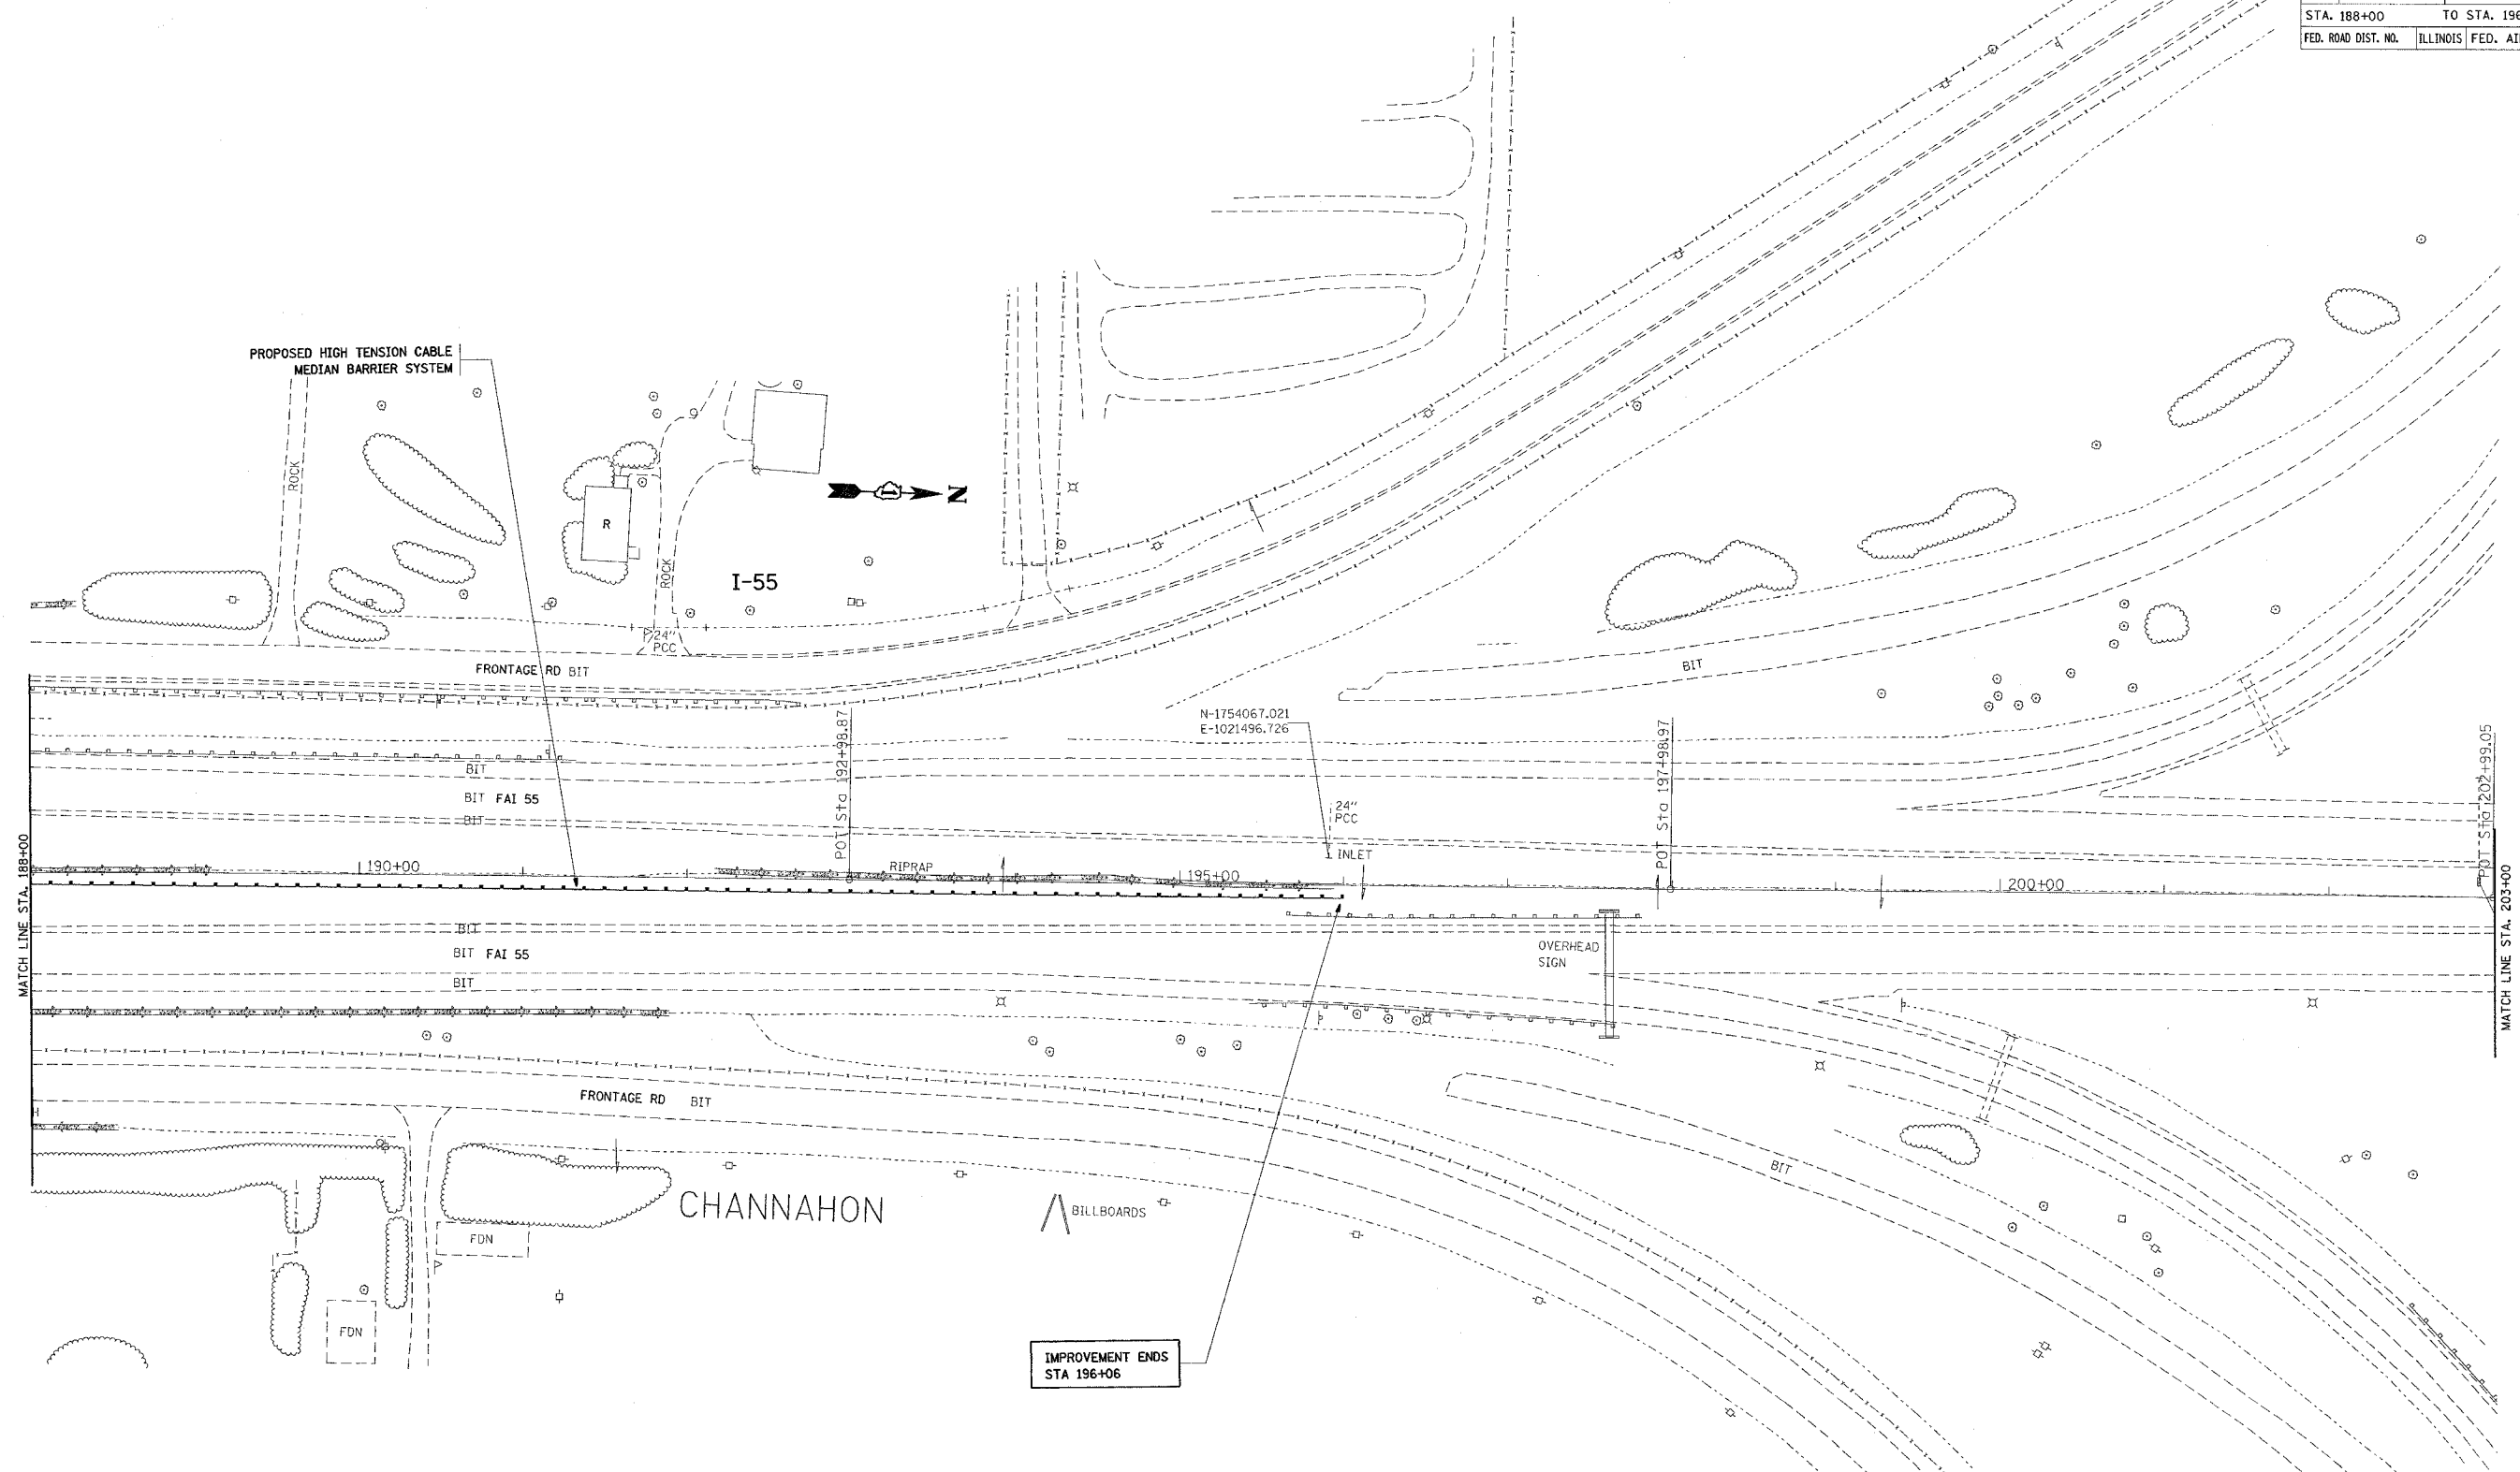 STA. 188+00 TO STA. 196
FED. ROAD DIST. NO. ILLINOIS FED. AI
PROPOSED HIGH TENSION CABLE
MEDIAN BARRIER SYSTEM
ROCK
R
ROCK
N
I-55
24"
PCC
FRONTAGE RD BIT
BIT
N-1754067.021
E-1021496.726
POT Sta 192+98.87
POT Sta 197+98.97
POT Sta 202+99.05
BIT
BIT FAI 55
BIT
24"
PCC
INLET
MATCH LINE STA. 188+00
190+00
RIPRAP
195+00
200+00
MATCH LINE STA. 203+00
BIT
BIT FAI 55
BIT
OVERHEAD
SIGN
FRONTAGE RD BIT
BIT
CHANNAHON
BILLBOARDS
FDN
FDN
IMPROVEMENT ENDS
STA 196+06